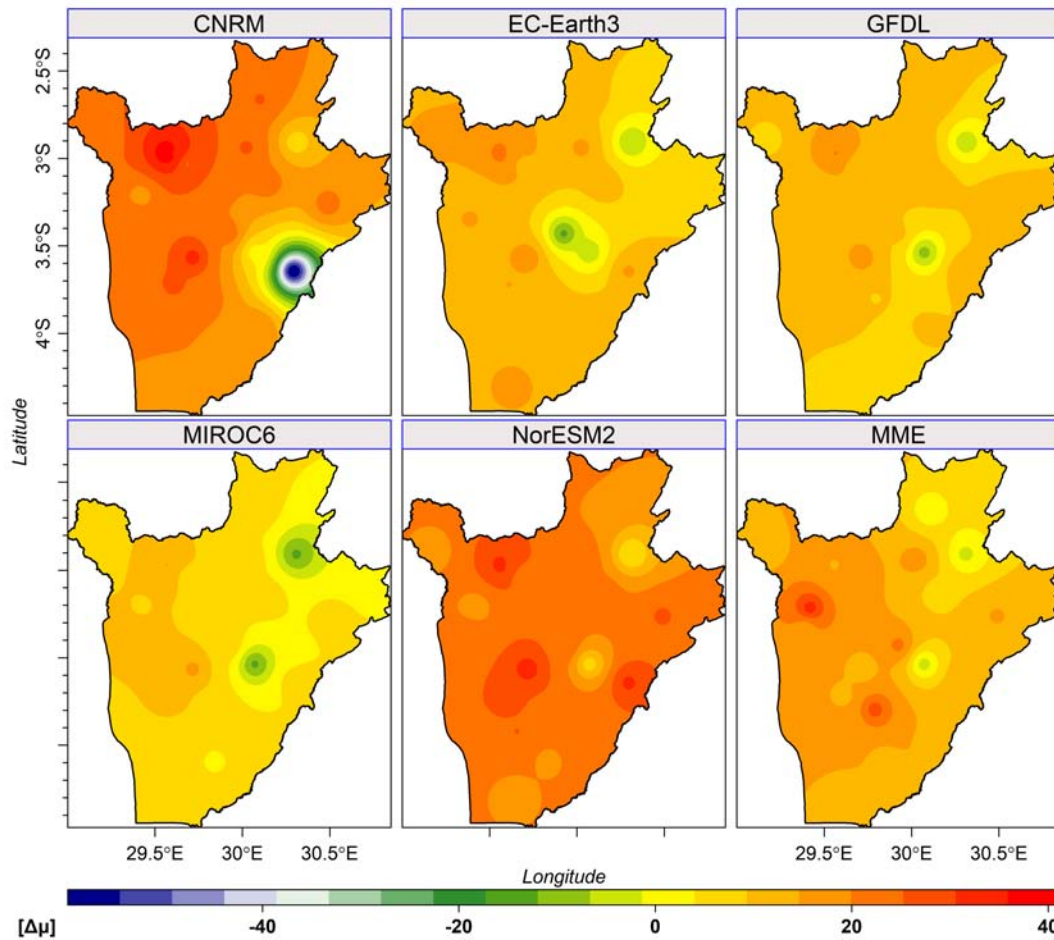 CNRM EC-Earth3 GFDL
2.5°S
3°S
3.5°S
4°S
Latitude
MIROC6 NorESM2 MME
29.5°E 30°E 30.5°E 29.5°E 30°E 30.5°E
Longitude
[Δμ] -40 -20 0 20 40